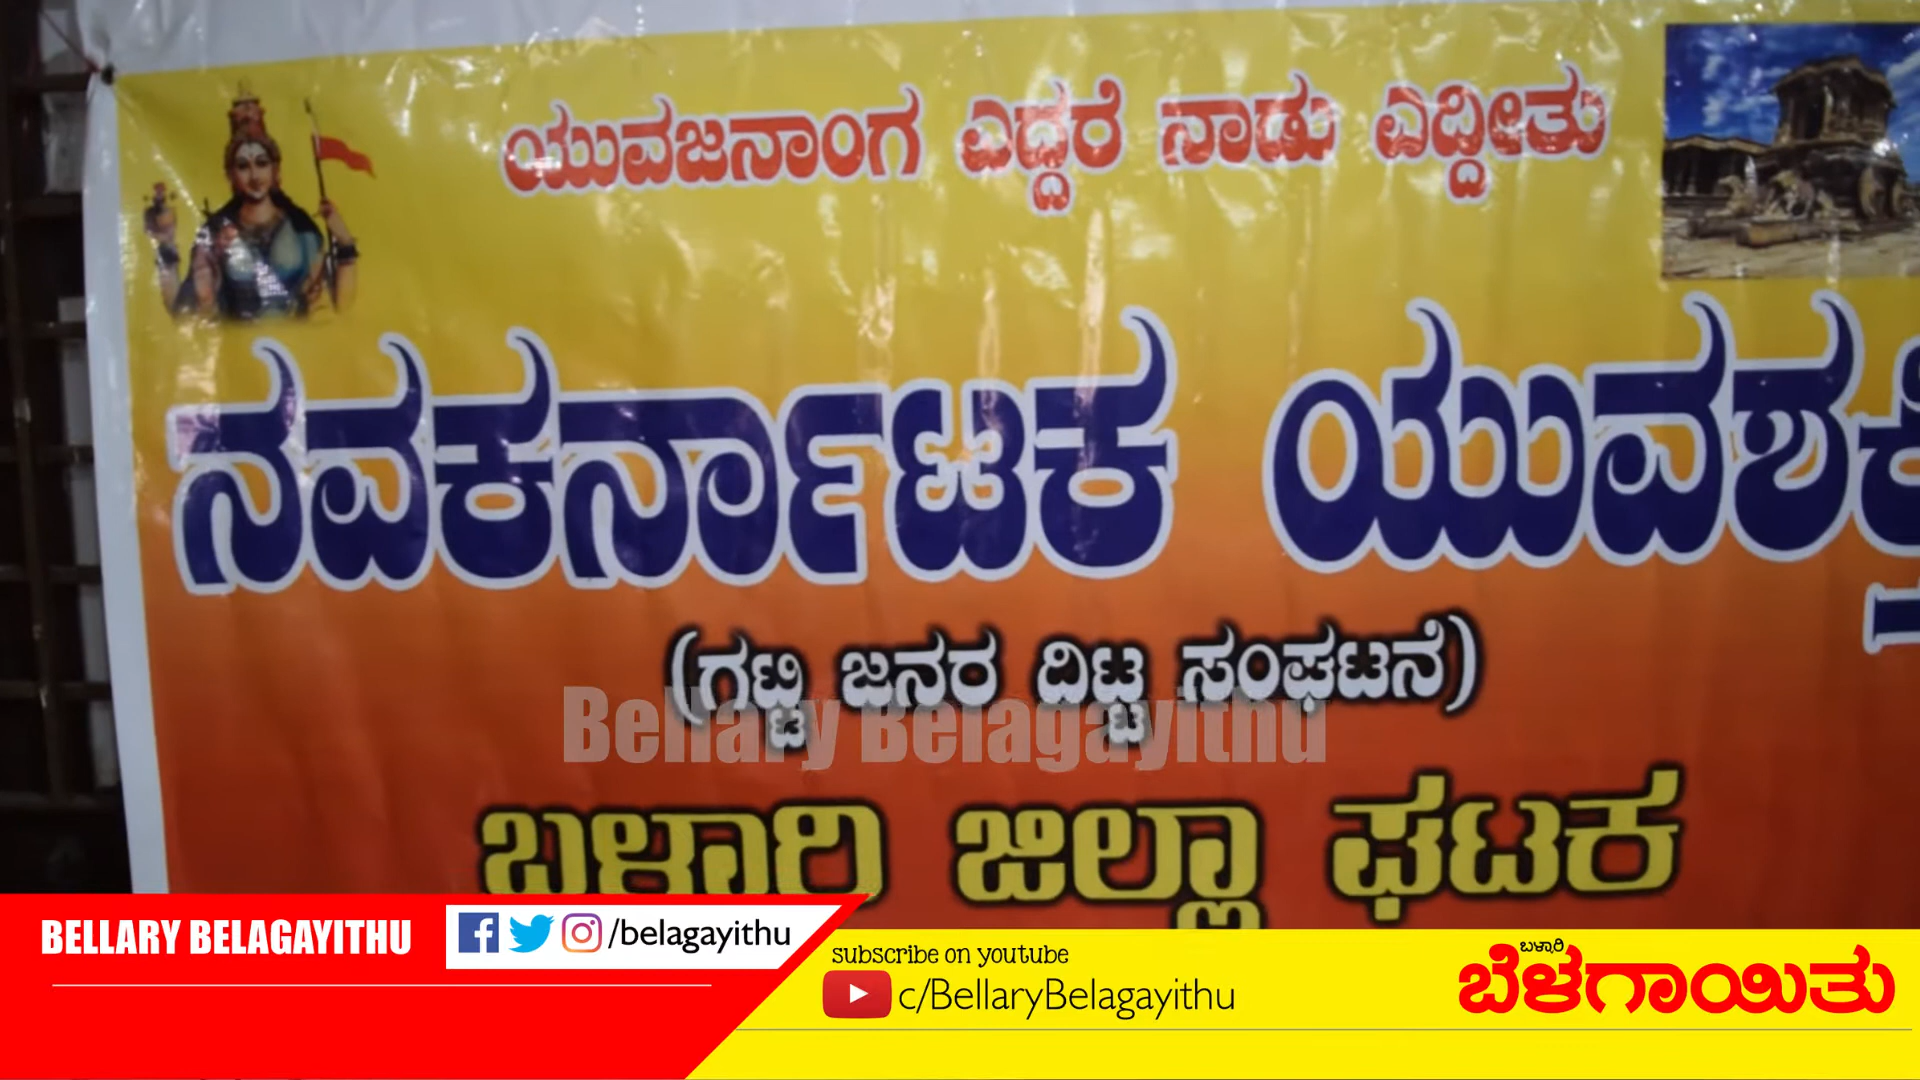 ಯುವಜನಾಂಗ ಎದ್ದರೆ ನಾಡು ಎದ್ದೀತು
ನವಕರ್ನಾಟಕ ಯುವಶಕ್ತಿ
(ಗಟ್ಟಿ ಜನರ ದಿಟ್ಟ ಸಂಘಟನೆ)
Bellary Belagayithu
ಬಳ್ಳಾರಿ ಜಿಲ್ಲಾ ಘಟಕ
BELLARY BELAGAYITHU
/belagayithu
subscribe on youtube
c/BellaryBelagayithu
ಬಳ್ಳಾರಿ
ಬೆಳಗಾಯಿತು